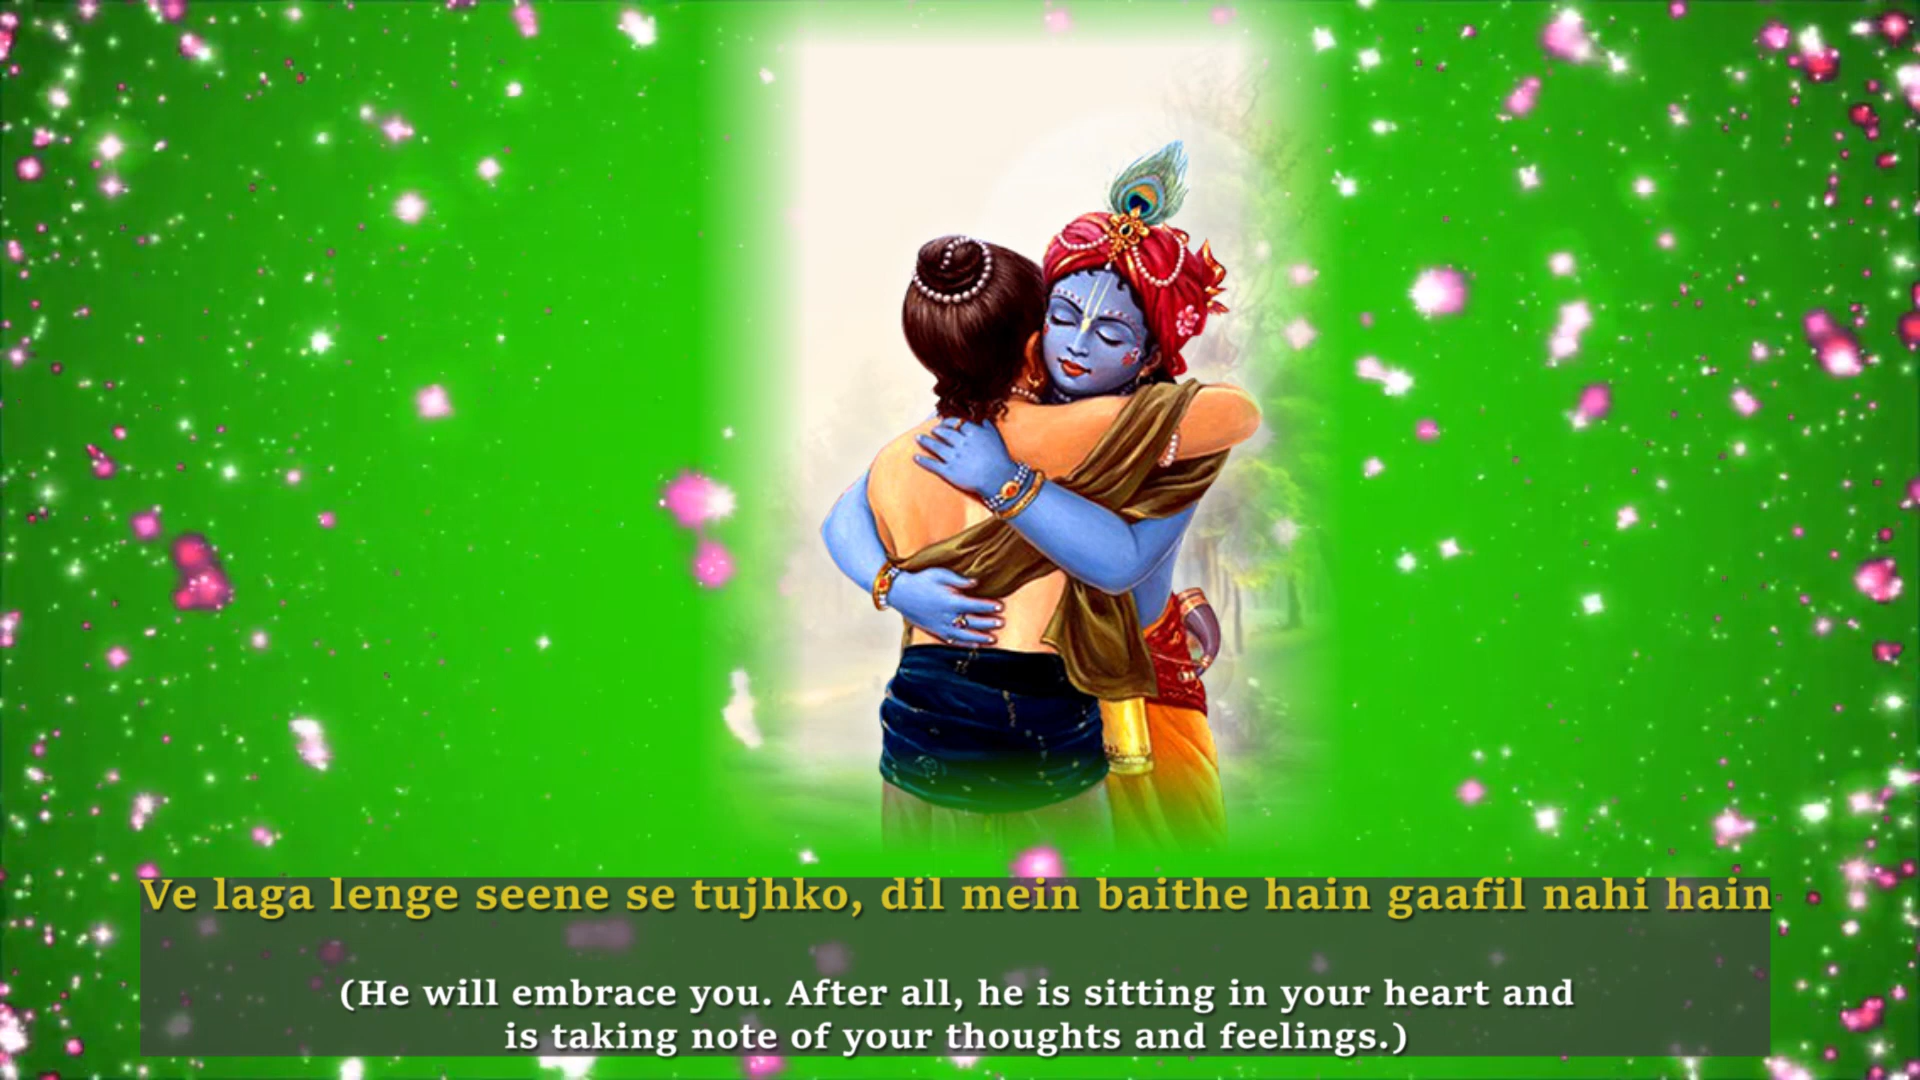 Ve laga lenge seene se tujhko, dil mein baithe hain gaafil nahi hain
(He will embrace you. After all, he is sitting in your heart and
is taking note of your thoughts and feelings.)